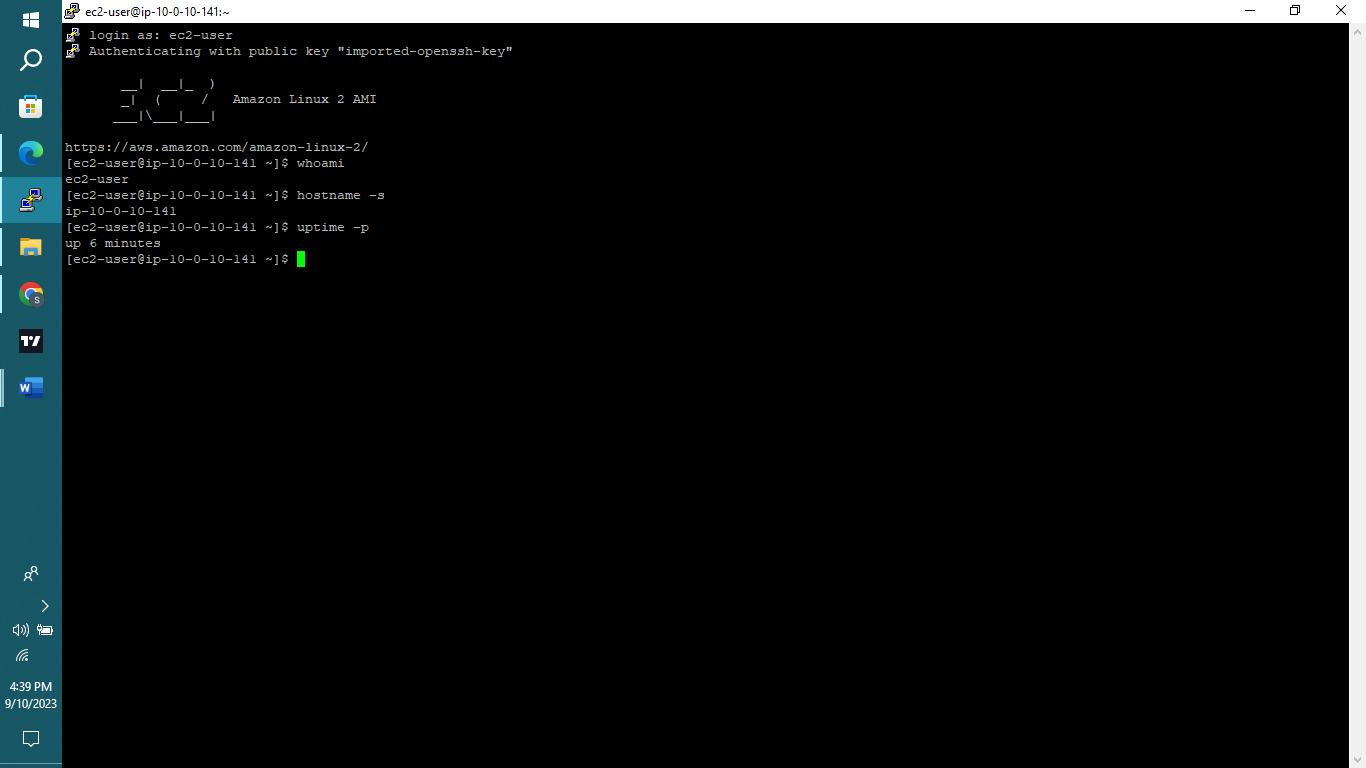 ec2-user@ip-10-0-10-141:~
login as: ec2-user
Authenticating with public key "imported-openssh-key"
       __|  __|_  )
       _|  (     /   Amazon Linux 2 AMI
      ___|\___|___|
https://aws.amazon.com/amazon-linux-2/
[ec2-user@ip-10-0-10-141 ~]$ whoami
ec2-user
[ec2-user@ip-10-0-10-141 ~]$ hostname -s
ip-10-0-10-141
[ec2-user@ip-10-0-10-141 ~]$ uptime -p
up 6 minutes
[ec2-user@ip-10-0-10-141 ~]$
S
W
4:39 PM
9/10/2023